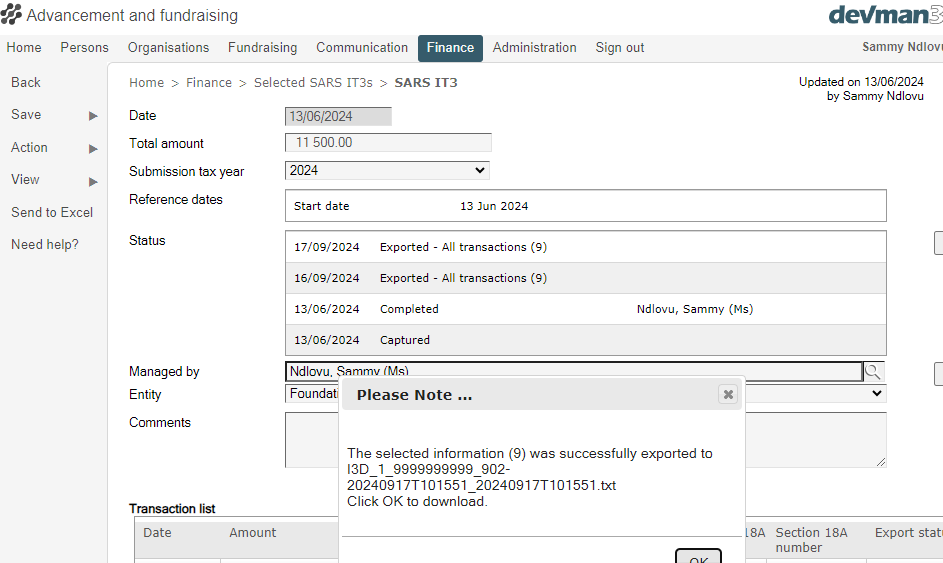 Advancement and fundraising
devman3
Home Persons Organisations Fundraising Communication Finance Administration Sign out
Sammy Ndlovu
Back
Save
Action
View
Send to Excel
Need help?
Home > Finance > Selected SARS IT3s > SARS IT3
Updated on 13/06/2024
by Sammy Ndlovu
Date 13/06/2024
Total amount 11 500.00
Submission tax year 2024
Reference dates Start date 13 Jun 2024
Status 17/09/2024 Exported - All transactions (9)
16/09/2024 Exported - All transactions (9)
13/06/2024 Completed Ndlovu, Sammy (Ms)
13/06/2024 Captured
Managed by Ndlovu, Sammy (Ms)
Entity Foundati
Comments
Please Note ...
The selected information (9) was successfully exported to
I3D_1_9999999999_902-
20240917T101551_20240917T101551.txt
Click OK to download.
OK
Transaction list
Date Amount 18A Section 18A
number
Export stat